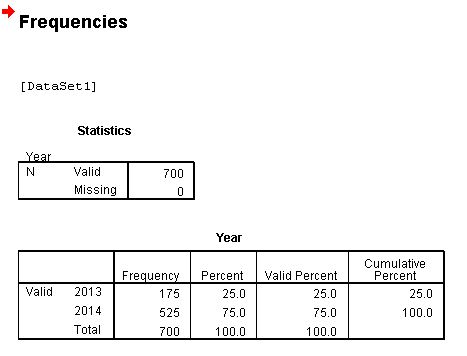 Frequencies
[DataSet1]
Statistics
Year
N Valid 700
Missing 0
Year
Frequency Percent Valid Percent Cumulative Percent
Valid 2013 175 25.0 25.0 25.0
2014 525 75.0 75.0 100.0
Total 700 100.0 100.0